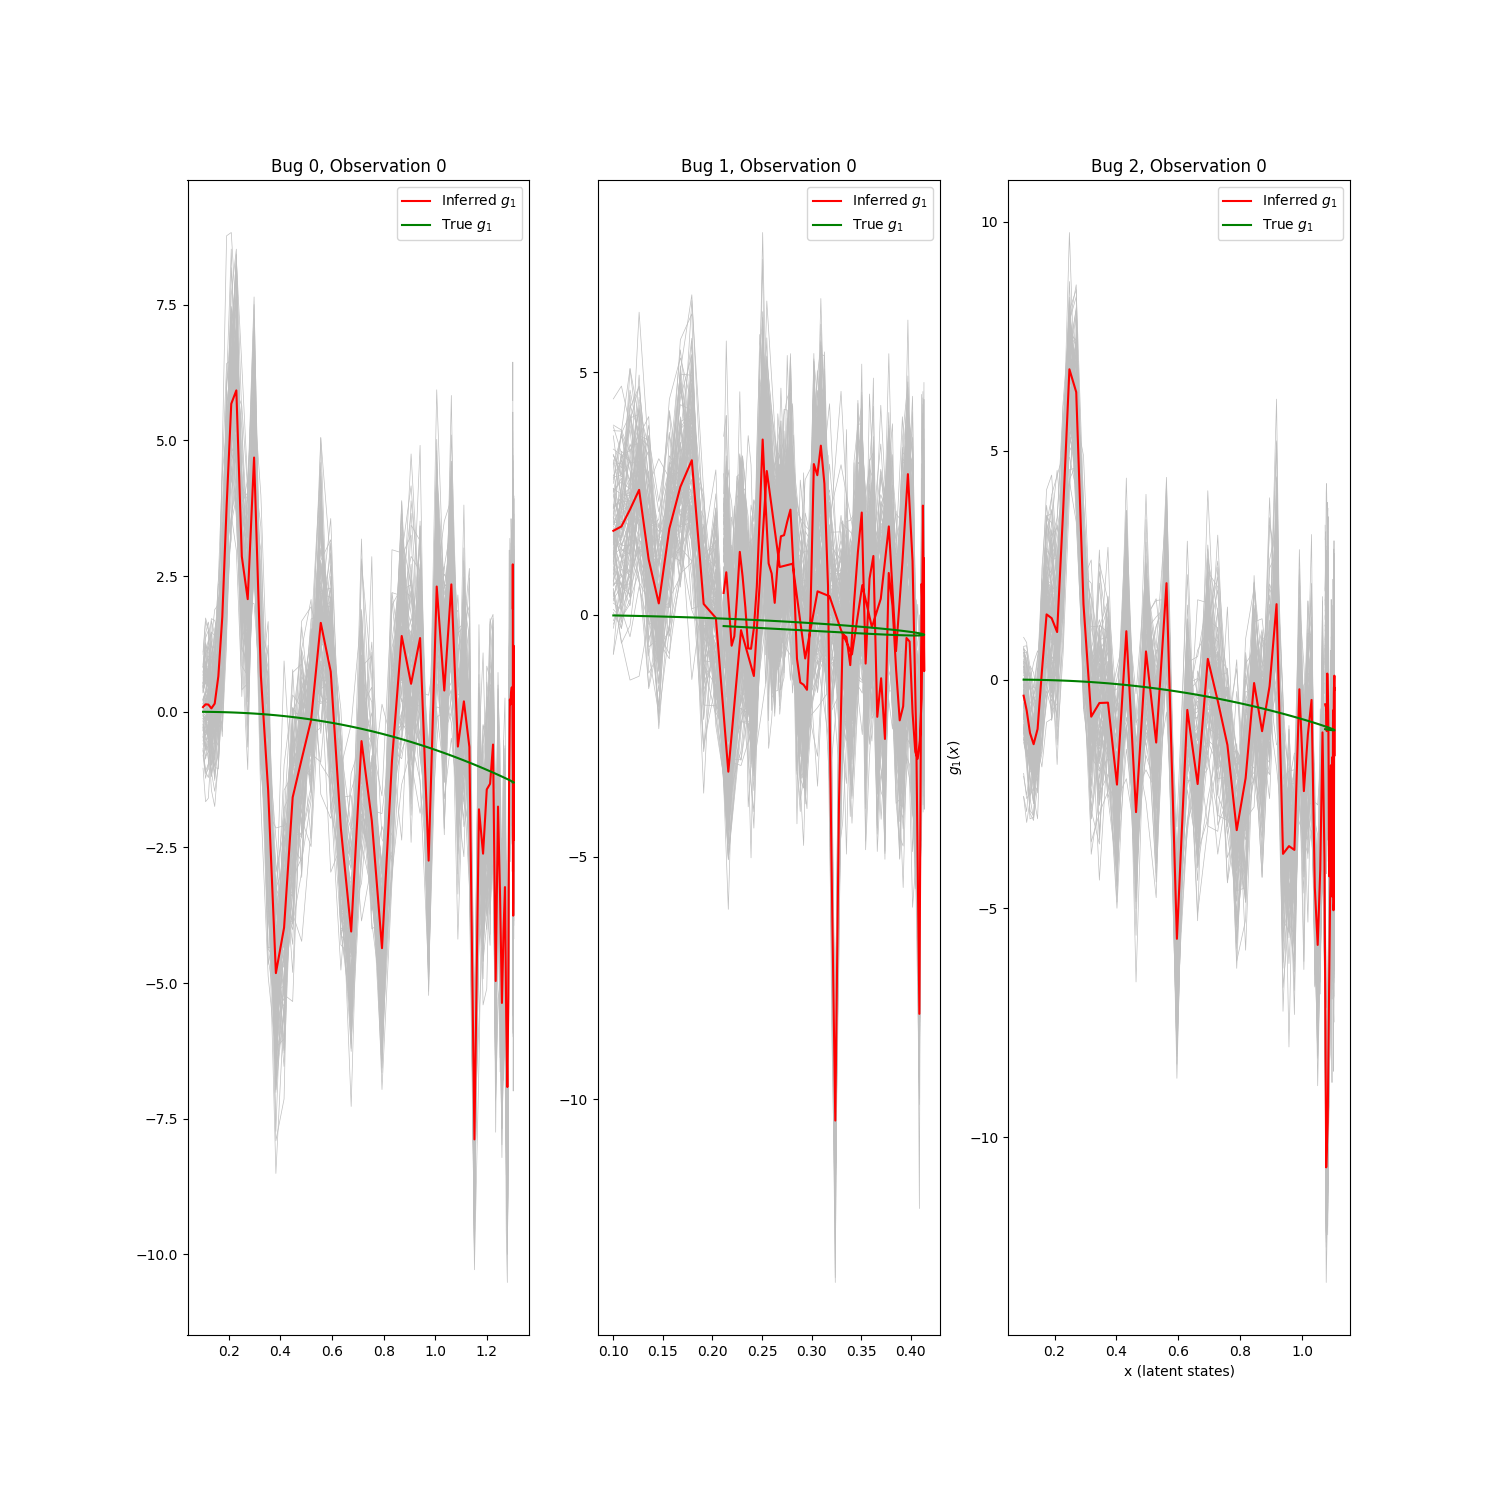 Bug 0, Observation 0
Inferred g₁
True g₁
7.5
5.0
2.5
0.0
−2.5
−5.0
−7.5
−10.0
0.2 0.4 0.6 0.8 1.0 1.2
Bug 1, Observation 0
Inferred g₁
True g₁
5
0
−5
−10
0.10 0.15 0.20 0.25 0.30 0.35 0.40
Bug 2, Observation 0
Inferred g₁
True g₁
g₁(x)
10
5
0
−5
−10
0.2 0.4 0.6 0.8 1.0
x (latent states)